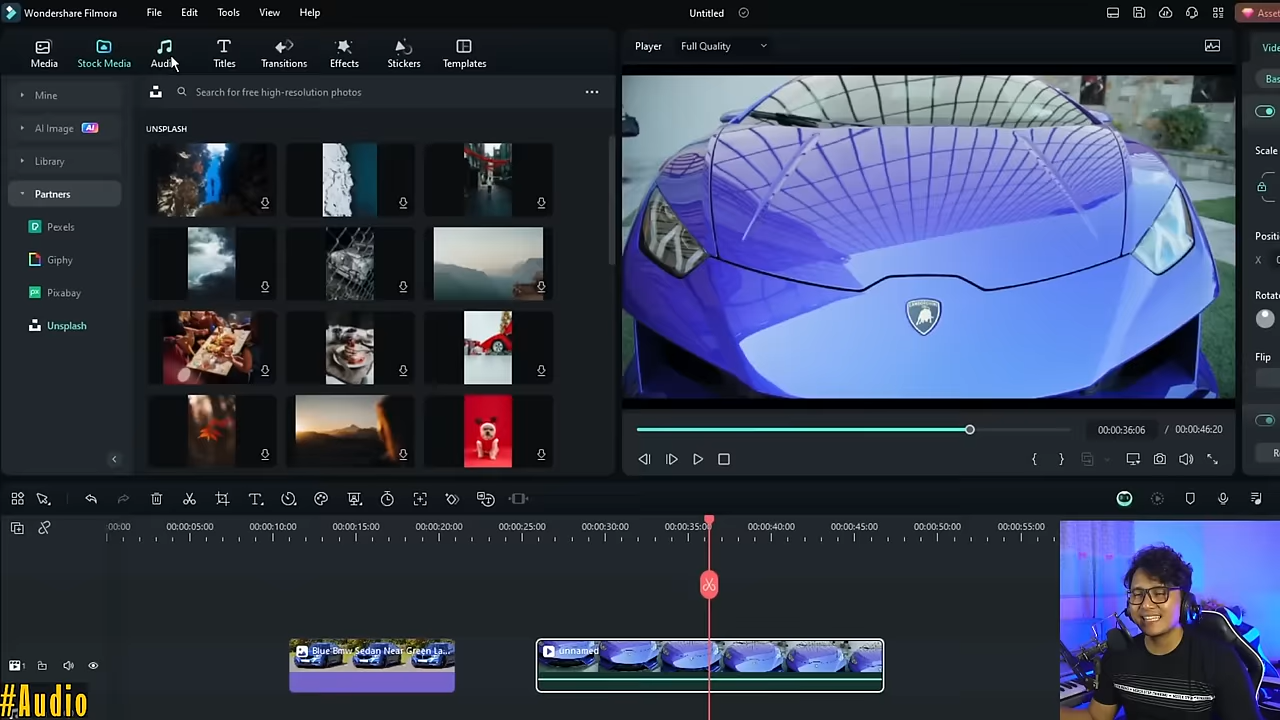 Wondershare Filmora
File
Edit
Tools
View
Help
Untitled
Asset
Media
Stock Media
Audio
Titles
Transitions
Effects
Stickers
Templates
Player
Full Quality
Mine
AI Image
AI
Library
Partners
Pexels
Giphy
Pixabay
Unsplash
Search for free high-resolution photos
UNSPLASH
Scale
Flip
X
00:00:36:06
/ 00:00:46:20
:00:00
00:00:05:00
00:00:10:00
00:00:15:00
00:00:20:00
00:00:25:00
00:00:30:00
00:00:35:00
00:00:40:00
00:00:45:00
00:00:50:00
00:00:55:00
Blue Bmw Sedan Near Green La...
unnamed
#Audio